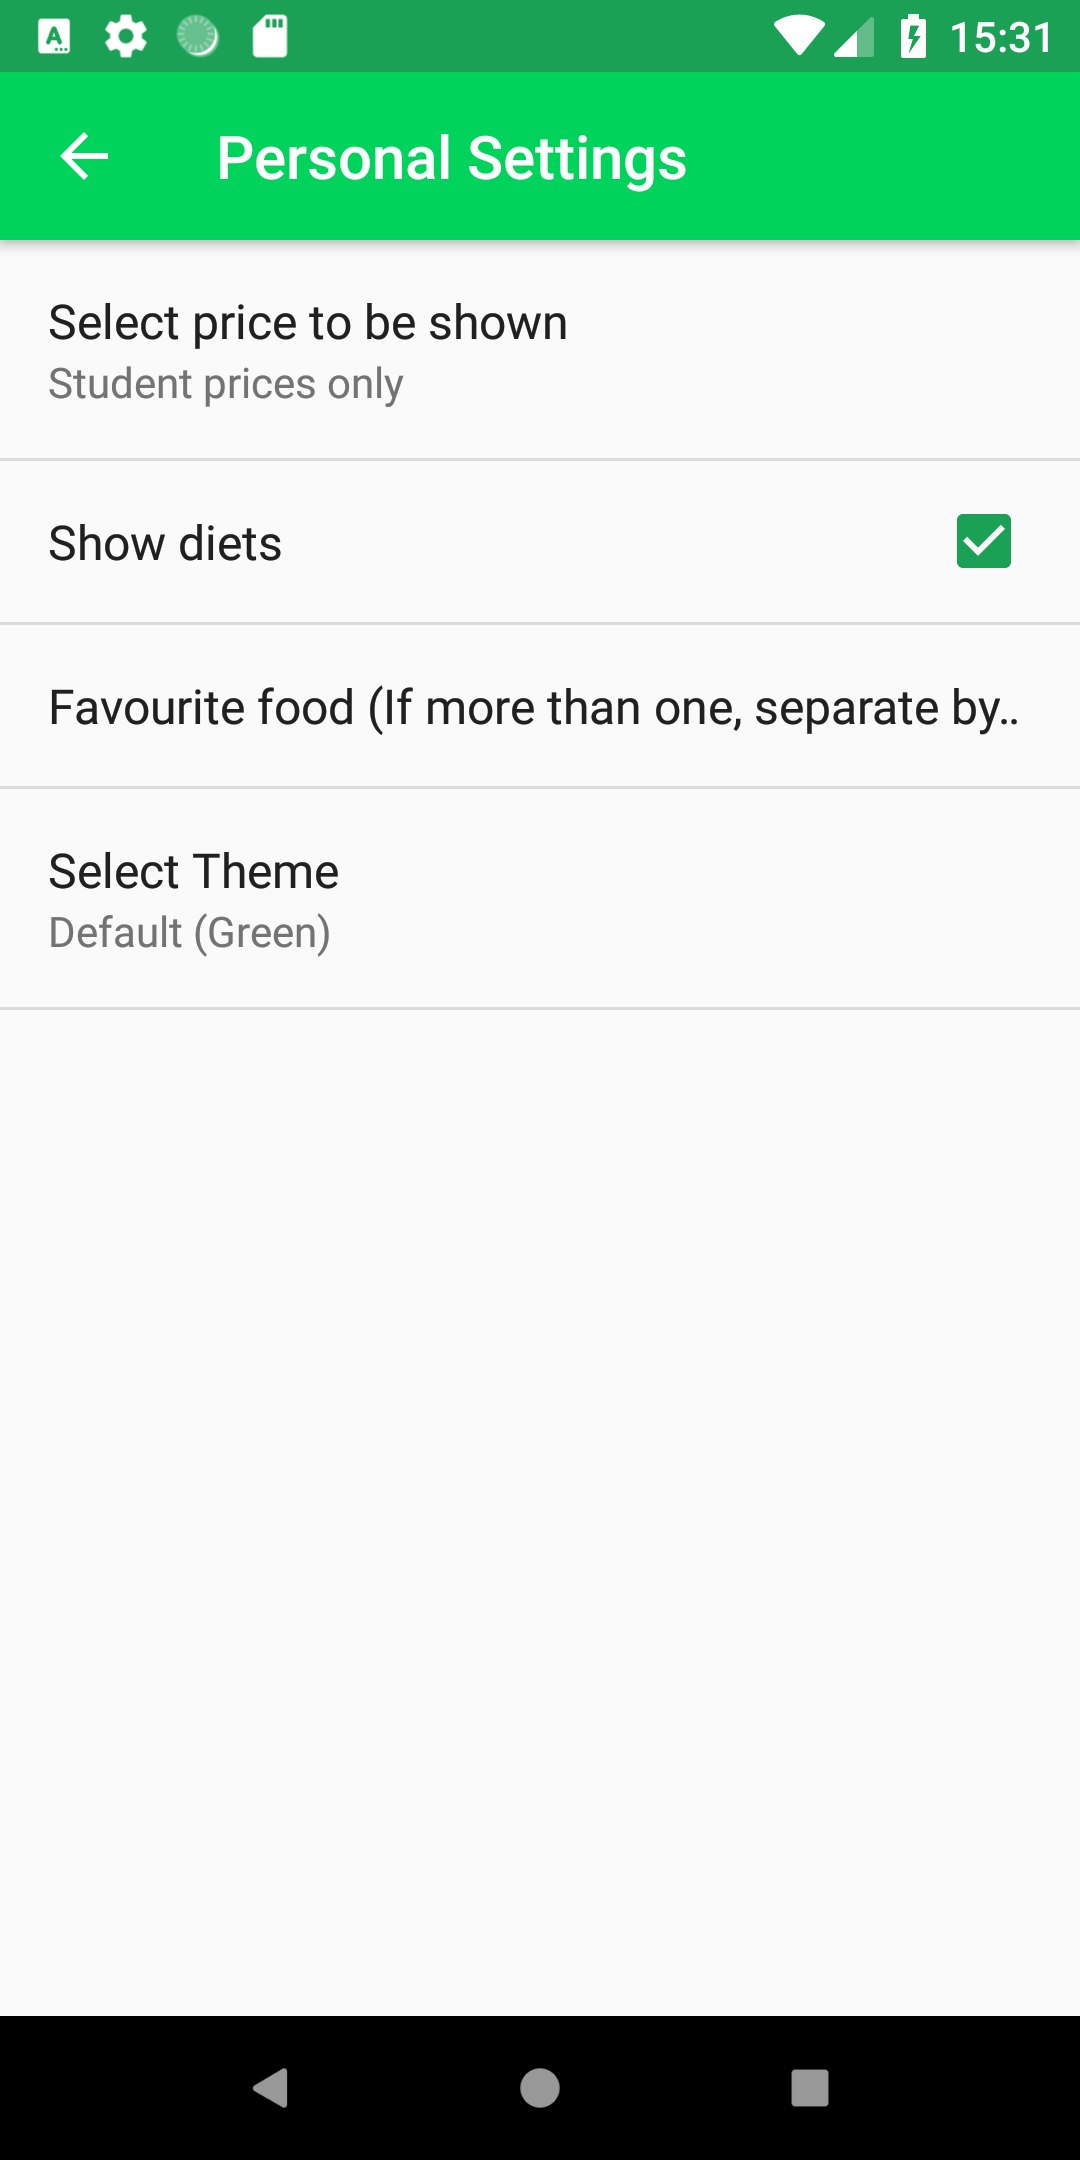 15:31
Personal Settings
Select price to be shown
Student prices only
Show diets
Favourite food (If more than one, separate by..
Select Theme
Default (Green)